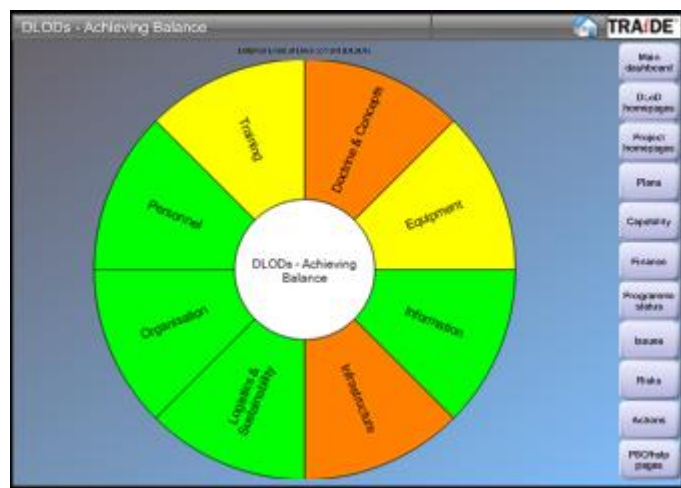 DLODs - Achieving Balance
TRAiDE
Main
dashboard
DLoD
homepages
Project
homepages
Plans
Capability
Finance
Programme
status
Issues
Risks
Actions
PSO/help
pages
Training
Doctrine & Concepts
Personnel
Equipment
DLODs - Achieving
Balance
Organisation
Information
Logistics &
Sustainability
Infrastructure